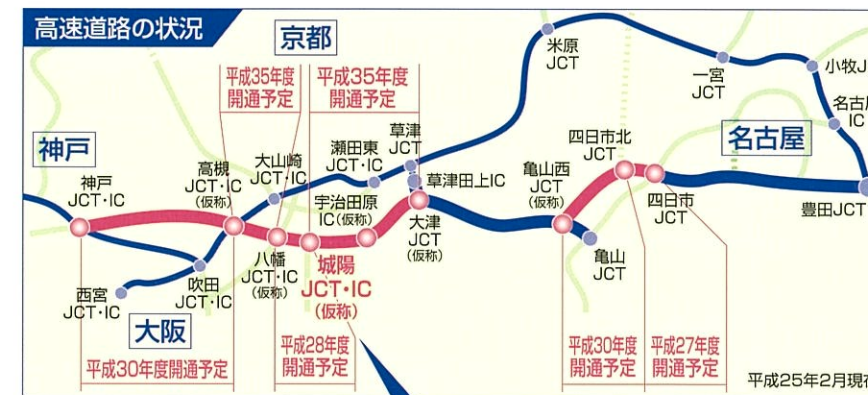 高速道路の状況
京都
平成35年度
開通予定
平成35年度
開通予定
米原
JCT
一宮
JCT
小牧J
名古屋
IC
神戸
神戸
JCT・IC
高槻
JCT・IC
(仮称)
大山崎
JCT・IC
瀬田東
JCT・IC
草津
JCT
草津田上IC
宇治田原
IC(仮称)
大津
JCT
(仮称)
亀山西
JCT
(仮称)
四日市北
JCT
名古屋
四日市
JCT
豊田JCT
西宮
JCT・IC
吹田
JCT・IC
八幡
JCT・IC
(仮称)
城陽
JCT・IC
(仮称)
亀山
JCT
大阪
平成30年度開通予定
平成28年度
開通予定
平成30年度
開通予定
平成27年度
開通予定
平成25年2月現在